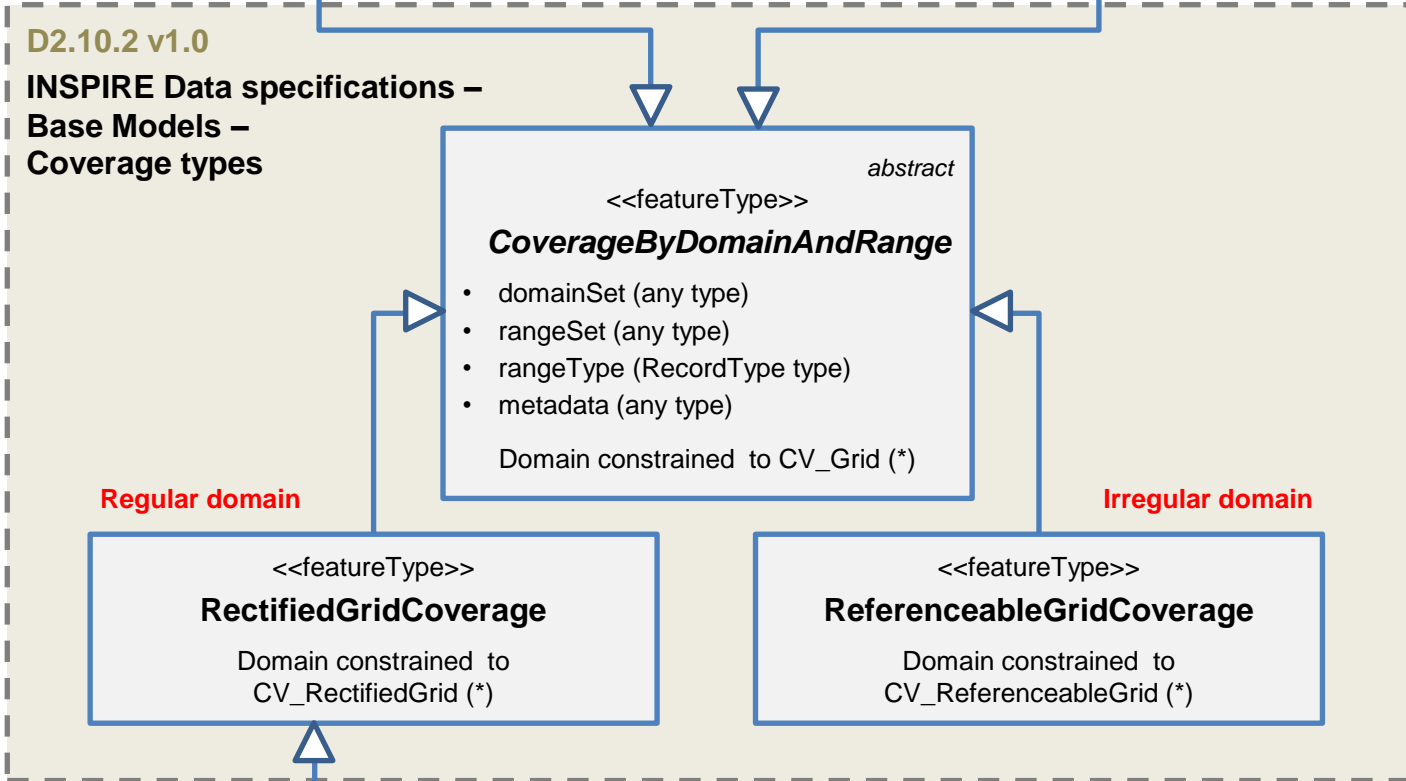 D2.10.2 v1.0
INSPIRE Data specifications –
Base Models –
Coverage types
abstract
<<featureType>>
CoverageByDomainAndRange
• domainSet (any type)
• rangeSet (any type)
• rangeType (RecordType type)
• metadata (any type)
Domain constrained to CV_Grid (*)
Regular domain
Irregular domain
<<featureType>>
RectifiedGridCoverage
Domain constrained to
CV_RectifiedGrid (*)
<<featureType>>
ReferenceableGridCoverage
Domain constrained to
CV_ReferenceableGrid (*)